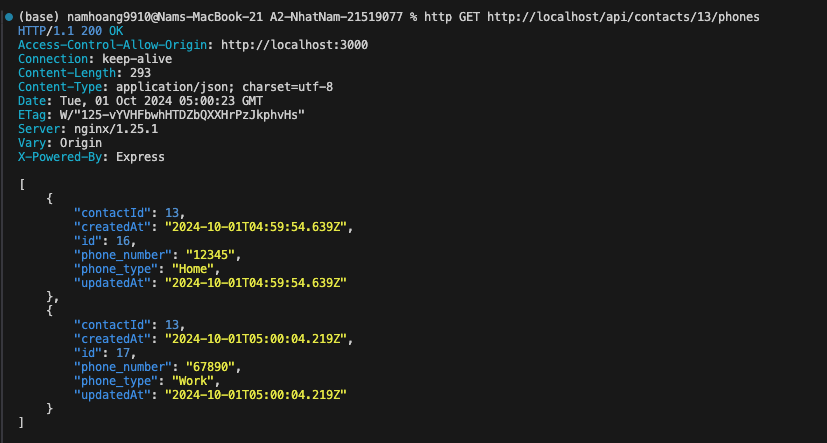 (base) namhoang9910@Nams-MacBook-21 A2-NhatNam-21519077 % http GET http://localhost/api/contacts/13/phones
HTTP/1.1 200 OK
Access-Control-Allow-Origin: http://localhost:3000
Connection: keep-alive
Content-Length: 293
Content-Type: application/json; charset=utf-8
Date: Tue, 01 Oct 2024 05:00:23 GMT
ETag: W/"125-vYVHFbwhHTDZbQXXHrPzJkphvHs"
Server: nginx/1.25.1
Vary: Origin
X-Powered-By: Express
[
{
"contactId": 13,
"createdAt": "2024-10-01T04:59:54.639Z",
"id": 16,
"phone_number": "12345",
"phone_type": "Home",
"updatedAt": "2024-10-01T04:59:54.639Z"
},
{
"contactId": 13,
"createdAt": "2024-10-01T05:00:04.219Z",
"id": 17,
"phone_number": "67890",
"phone_type": "Work",
"updatedAt": "2024-10-01T05:00:04.219Z"
}
]